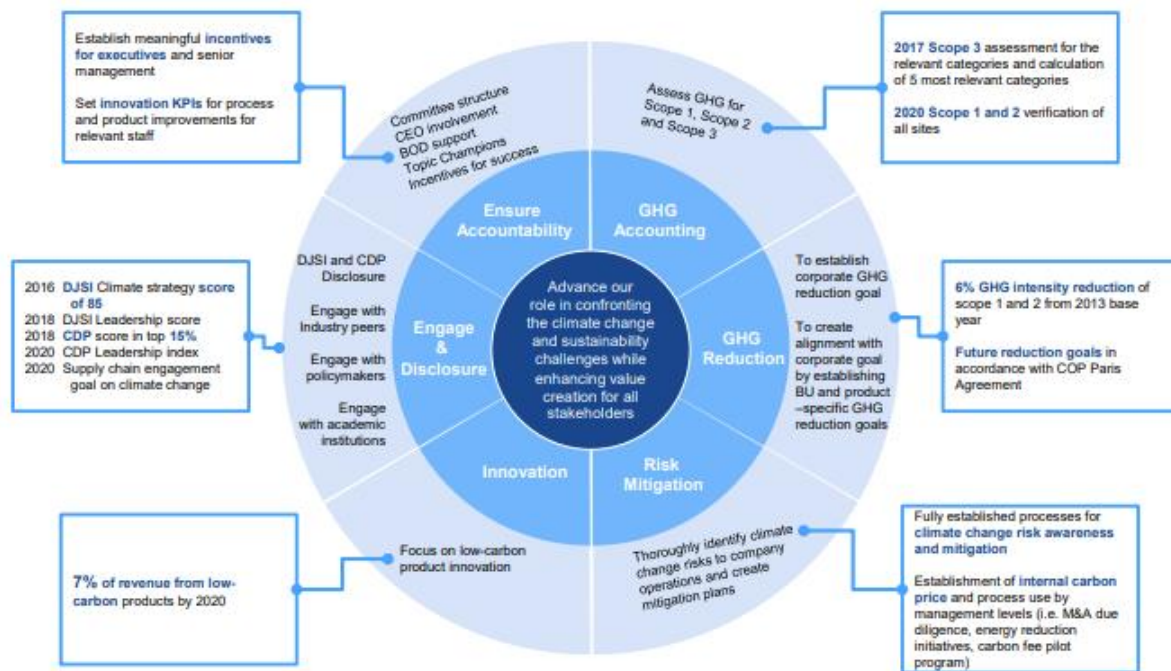 Establish meaningful incentives
for executives and senior
management
Set innovation KPIs for process
and product improvements for
relevant staff
Committee structure
CEO involvement
BOD support
Topic Champions
Incentives for success
Assess GHG for
Scope 1, Scope 2
and Scope 3
2017 Scope 3 assessment for the
relevant categories and calculation
of 5 most relevant categories
2020 Scope 1 and 2 verification of
all sites
Ensure
Accountability
GHG
Accounting
2016 DJSI Climate strategy score
of 85
2018 DJSI Leadership score
2018 CDP score in top 15%
2020 CDP Leadership index
2020 Supply chain engagement
goal on climate change
DJSI and CDP
Disclosure
Engage with
Industry peers
Engage with
policymakers
Engage
with academic
institutions
Engage
&
Disclosure
Advance our
role in confronting
the climate change
and sustainability
challenges while
enhancing value
creation for all
stakeholders
GHG
Reduction
To establish
corporate GHG
reduction goal
To create
alignment with
corporate goal
by establishing
BU and product
–specific GHG
reduction goals
6% GHG intensity reduction of
scope 1 and 2 from 2013 base
year
Future reduction goals in
accordance with COP Paris
Agreement
Innovation
Risk
Mitigation
7% of revenue from low-
carbon products by 2020
Focus on low-carbon
product innovation
Thoroughly identify climate
change risks to company
operations and create
mitigation plans
Fully established processes for
climate change risk awareness
and mitigation
Establishment of internal carbon
price and process use by
management levels (i.e. M&A due
diligence, energy reduction
initiatives, carbon fee pilot
program)